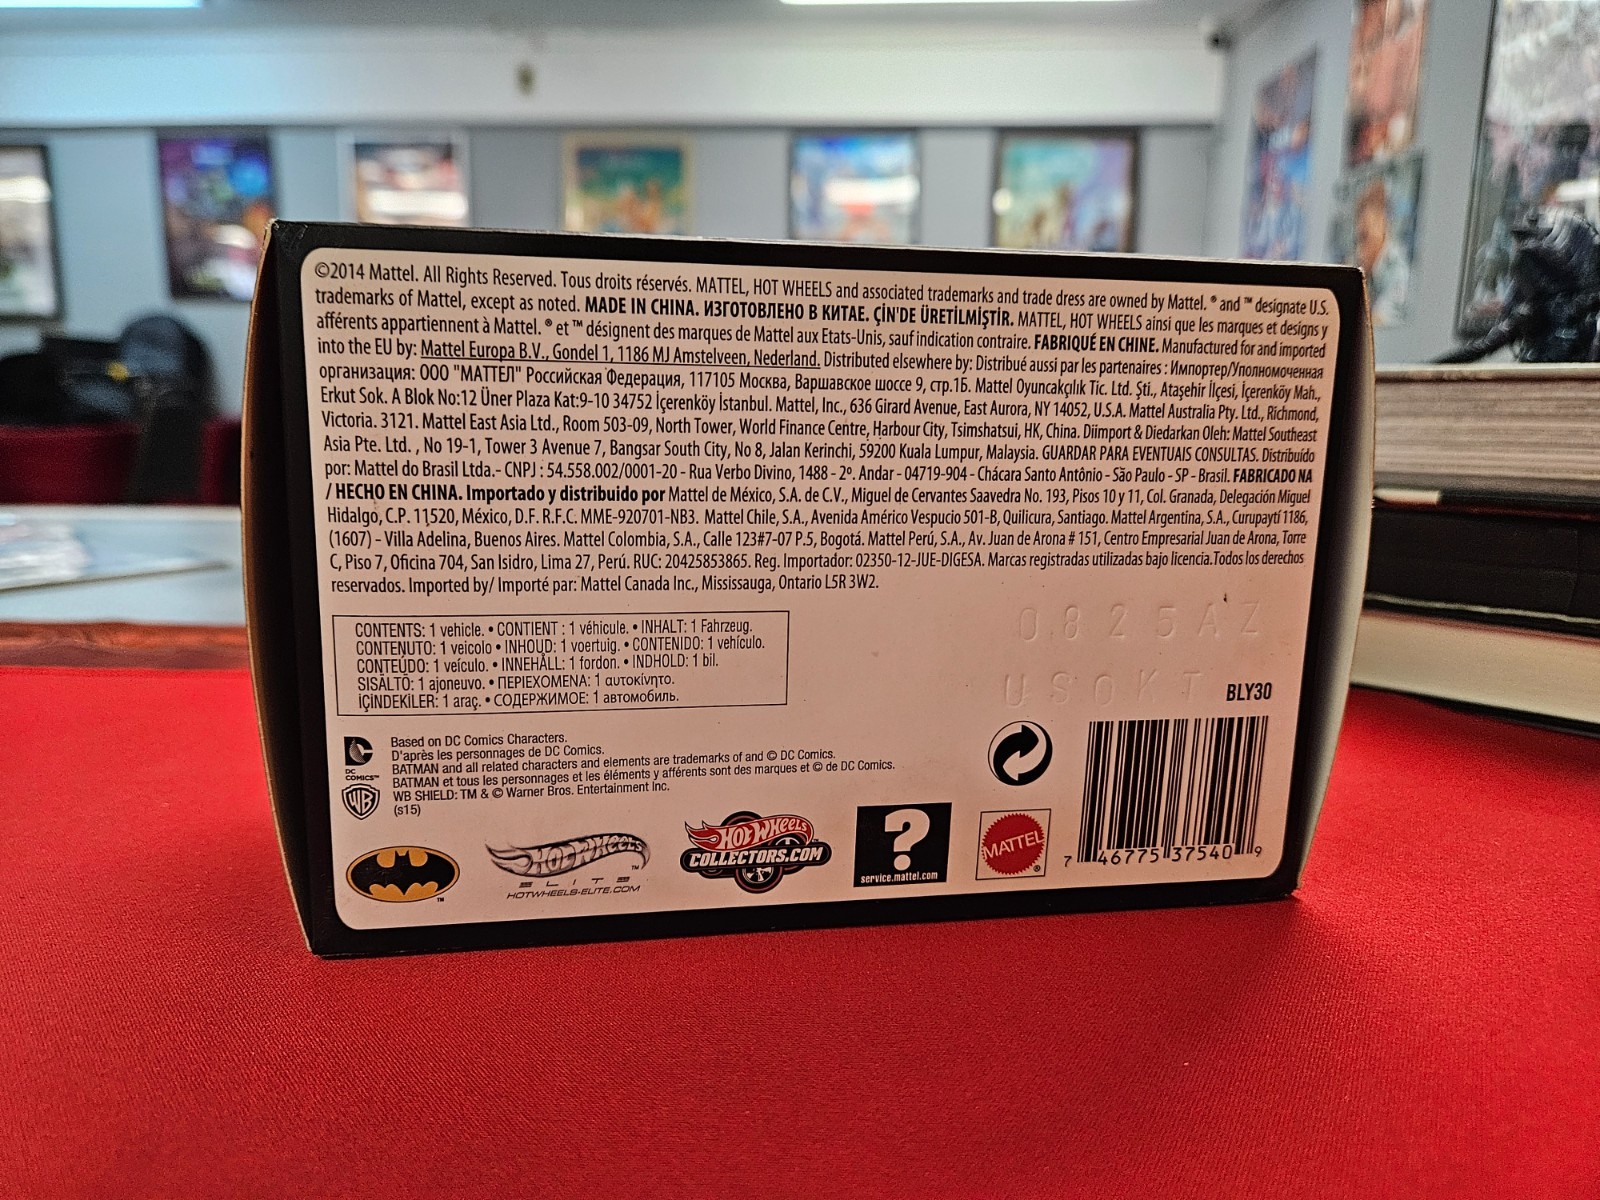 ©2014 Mattel. All Rights Reserved. Tous droits réservés. MATTEL, HOT WHEELS and associated trademarks and trade dress are owned by Mattel. ® and ™ designate U.S.
trademarks of Mattel, except as noted. MADE IN CHINA. ИЗГОТОВЛЕНО В КИТАЕ. ÇİN'DE ÜRETİLMİŞTİR. MATTEL, HOT WHEELS ainsi que les marques et designs y
afférents appartiennent à Mattel. ® et ™ désignent des marques de Mattel aux Etats-Unis, sauf indication contraire. FABRIQUÉ EN CHINE. Manufactured for and imported
into the EU by: Mattel Europa B.V., Gondel 1, 1186 MJ Amstelveen, Nederland. Distributed elsewhere by: Distribué aussi par les partenaires : Импортер/Уполномоченная
организация: ООО "МАТТЕЛ" Российская Федерация, 117105 Москва, Варшавское шоссе 9, стр.1Б. Mattel Oyuncakçılık Tic. Ltd. Şti., Ataşehir İlçesi, İçerenköy Mah.,
Erkut Sok. A Blok No:12 Üner Plaza Kat:9-10 34752 İçerenköy İstanbul. Mattel, Inc., 636 Girard Avenue, East Aurora, NY 14052, U.S.A. Mattel Australia Pty. Ltd., Richmond,
Victoria. 3121. Mattel East Asia Ltd., Room 503-09, North Tower, World Finance Centre, Harbour City, Tsimshatsui, HK, China. Diimport & Diedarkan Oleh: Mattel Southeast
Asia Pte. Ltd. , No 19-1, Tower 3 Avenue 7, Bangsar South City, No 8, Jalan Kerinchi, 59200 Kuala Lumpur, Malaysia. GUARDAR PARA EVENTUAIS CONSULTAS. Distribuído
por: Mattel do Brasil Ltda.- CNPJ : 54.558.002/0001-20 - Rua Verbo Divino, 1488 - 2º. Andar - 04719-904 - Chácara Santo Antônio - São Paulo - SP - Brasil. FABRICADO NA
/ HECHO EN CHINA. Importado y distribuido por Mattel de México, S.A. de C.V., Miguel de Cervantes Saavedra No. 193, Pisos 10 y 11, Col. Granada, Delegación Miguel
Hidalgo, C.P. 11520, México, D.F. R.F.C. MME-920701-NB3. Mattel Chile, S.A., Avenida Américo Vespucio 501-B, Quilicura, Santiago. Mattel Argentina, S.A., Curupaytí 1186,
(1607) - Villa Adelina, Buenos Aires. Mattel Colombia, S.A., Calle 123#7-07 P.5, Bogotá. Mattel Perú, S.A., Av. Juan de Arona # 151, Centro Empresarial Juan de Arona, Torre
C, Piso 7, Oficina 704, San Isidro, Lima 27, Perú. RUC: 20425853865. Reg. Importador: 02350-12-JUE-DIGESA. Marcas registradas utilizadas bajo licencia.Todos los derechos
reservados. Imported by/ Importé par: Mattel Canada Inc., Mississauga, Ontario L5R 3W2.
CONTENTS: 1 vehicle. • CONTIENT : 1 véhicule. • INHALT: 1 Fahrzeug.
CONTENUTO: 1 veicolo • INHOUD: 1 voertuig. • CONTENIDO: 1 vehículo.
CONTEÚDO: 1 veículo. • INNEHÅLL: 1 fordon. • INDHOLD: 1 bil.
SISÄLTÖ: 1 ajoneuvo. • ΠΕΡΙΕΧΟΜΕΝΑ: 1 αυτοκίνητο.
İÇİNDEKİLER: 1 araç. • СОДЕРЖИМОЕ: 1 автомобиль.
0825AZ
US0KT
BLY30
DC
COMICS™
WB
Based on DC Comics Characters.
D'après les personnages de DC Comics.
BATMAN and all related characters and elements are trademarks of and © DC Comics.
BATMAN et tous les personnages et les éléments y afférents sont des marques et © de DC Comics.
WB SHIELD: TM & © Warner Bros. Entertainment Inc.
(s15)
™
HOT WHEELS™
ELITE
HOTWHEELS-ELITE.COM
HOT WHEELS
COLLECTORS.COM
?
service.mattel.com
MATTEL®
7 46775 37540 9